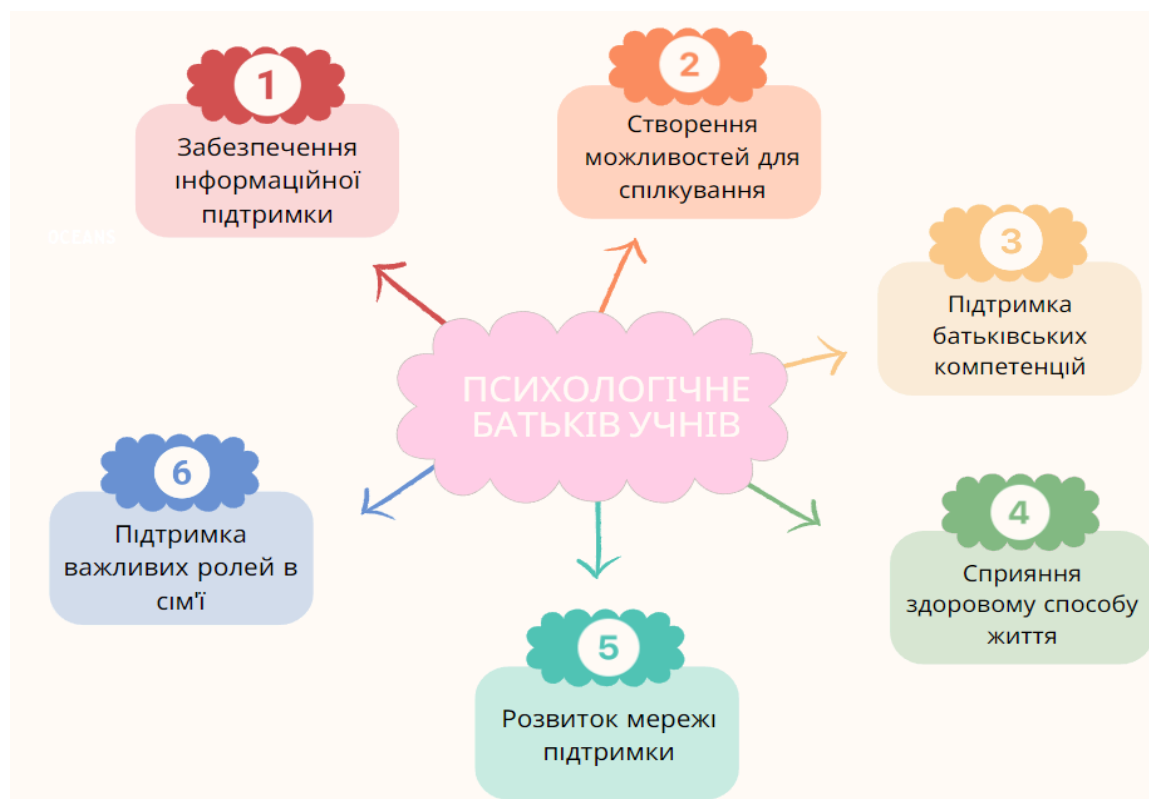 1
Забезпечення
інформаційної
підтримки
2
Створення
можливостей для
спілкування
3
Підтримка
батьківських
компетенцій
OCEANS
ПСИХОЛОГІЧНЕ
БАТЬКІВ УЧНІВ
6
Підтримка
важливих ролей в
сім'ї
4
Сприяння
здоровому способу
життя
5
Розвиток мережі
підтримки